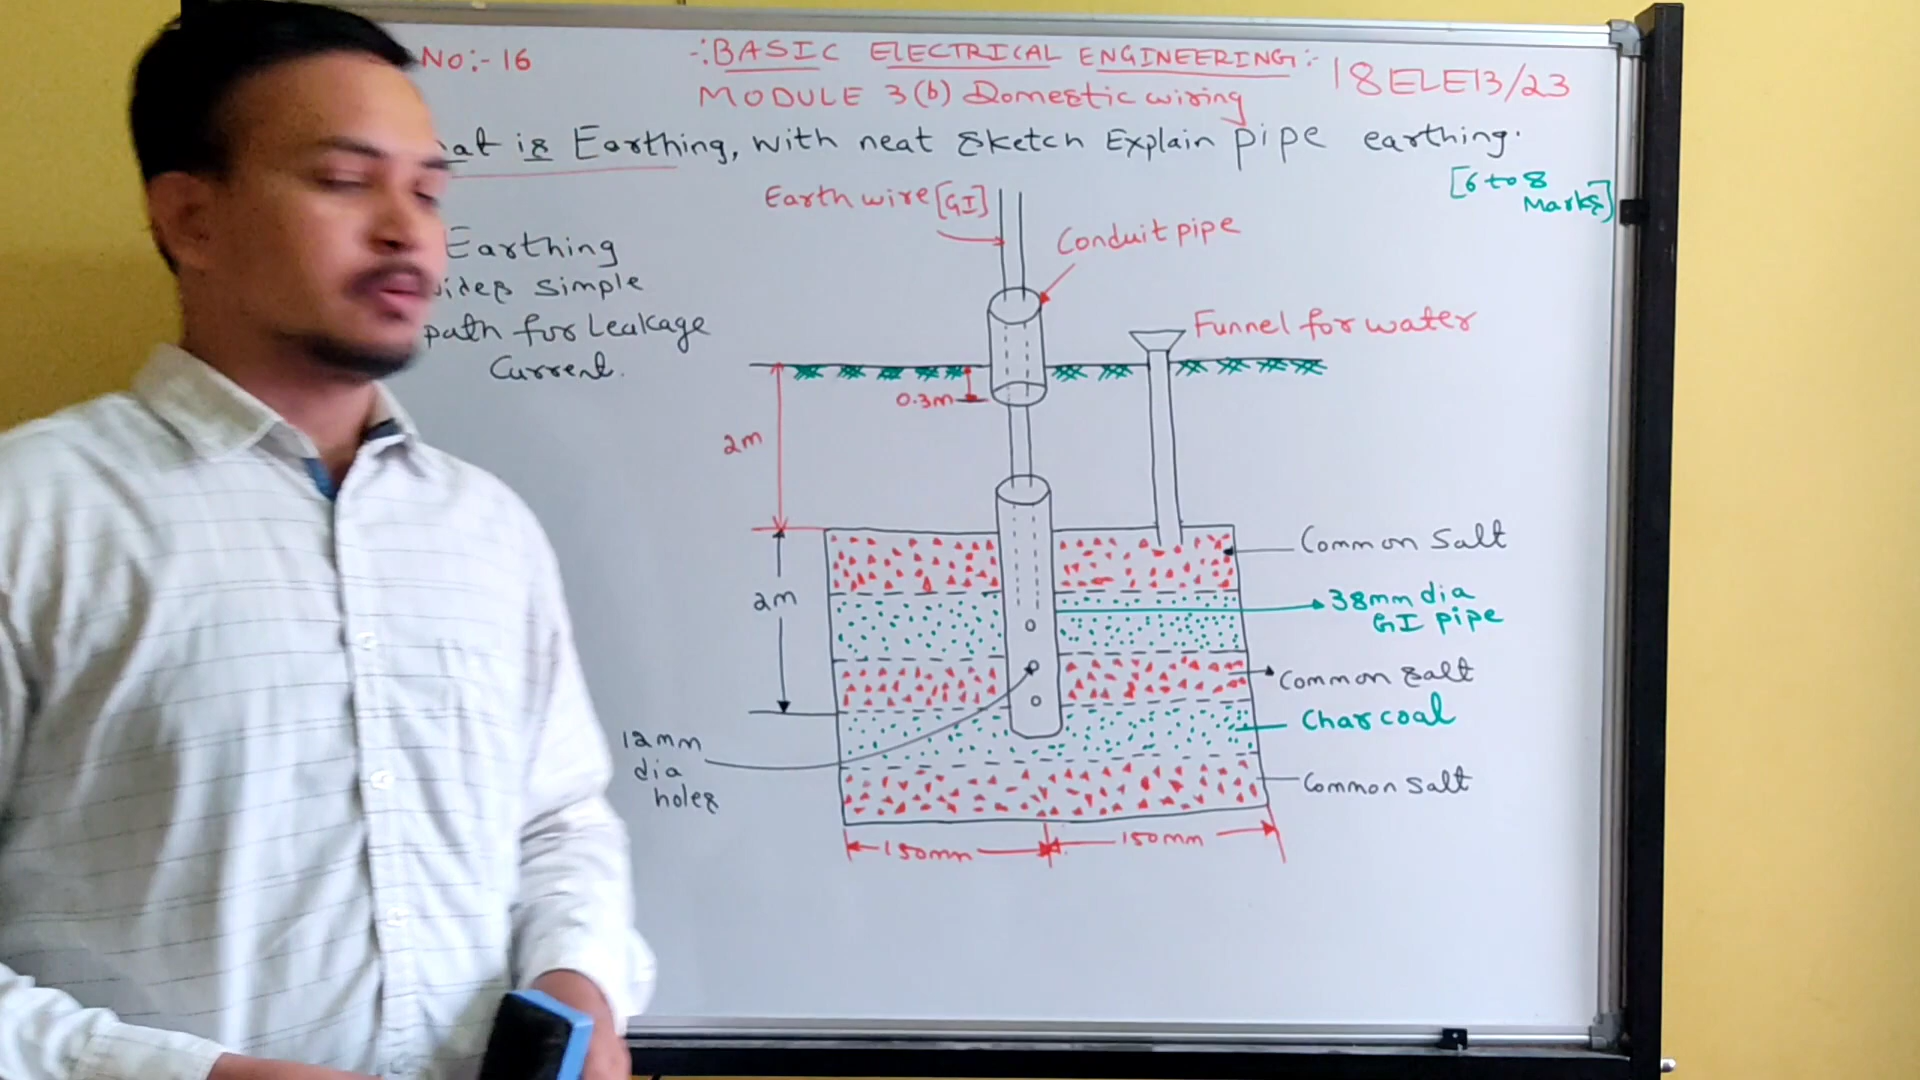 No:- 16
-:BASIC ELECTRICAL ENGINEERING:-
18ELE13/23
MODULE 3(b) Domestic wiring
is Earthing, with neat sketch Explain pipe earthing.
[6 to 8 Marks]
Earth wire [GI]
Conduit pipe
Earthing
simple
path for Leakage
Current.
Funnel for water
0.3m
2m
Common Salt
2m
38mm dia
GI pipe
Common Salt
Charcoal
12mm
dia
holes
Common Salt
150mm
150mm